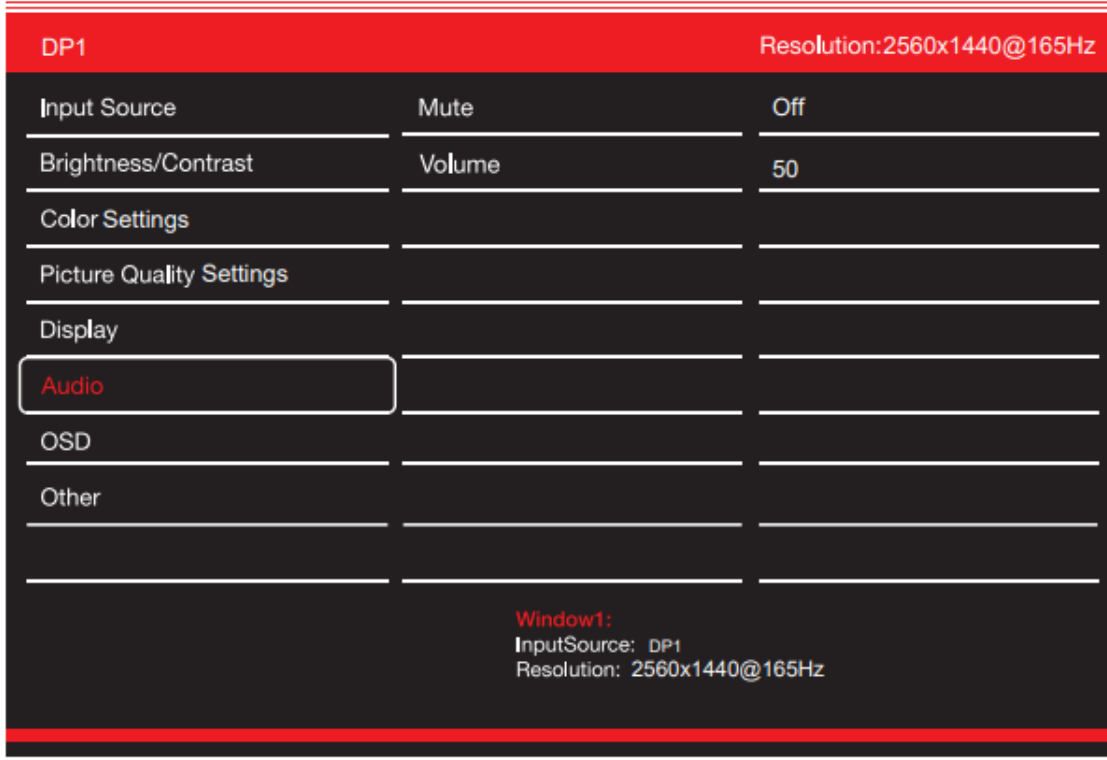 DP1 Resolution:2560x1440@165Hz
Input Source Mute Off
Brightness/Contrast Volume 50
Color Settings
Picture Quality Settings
Display
Audio
OSD
Other
Window1:
InputSource: DP1
Resolution: 2560x1440@165Hz